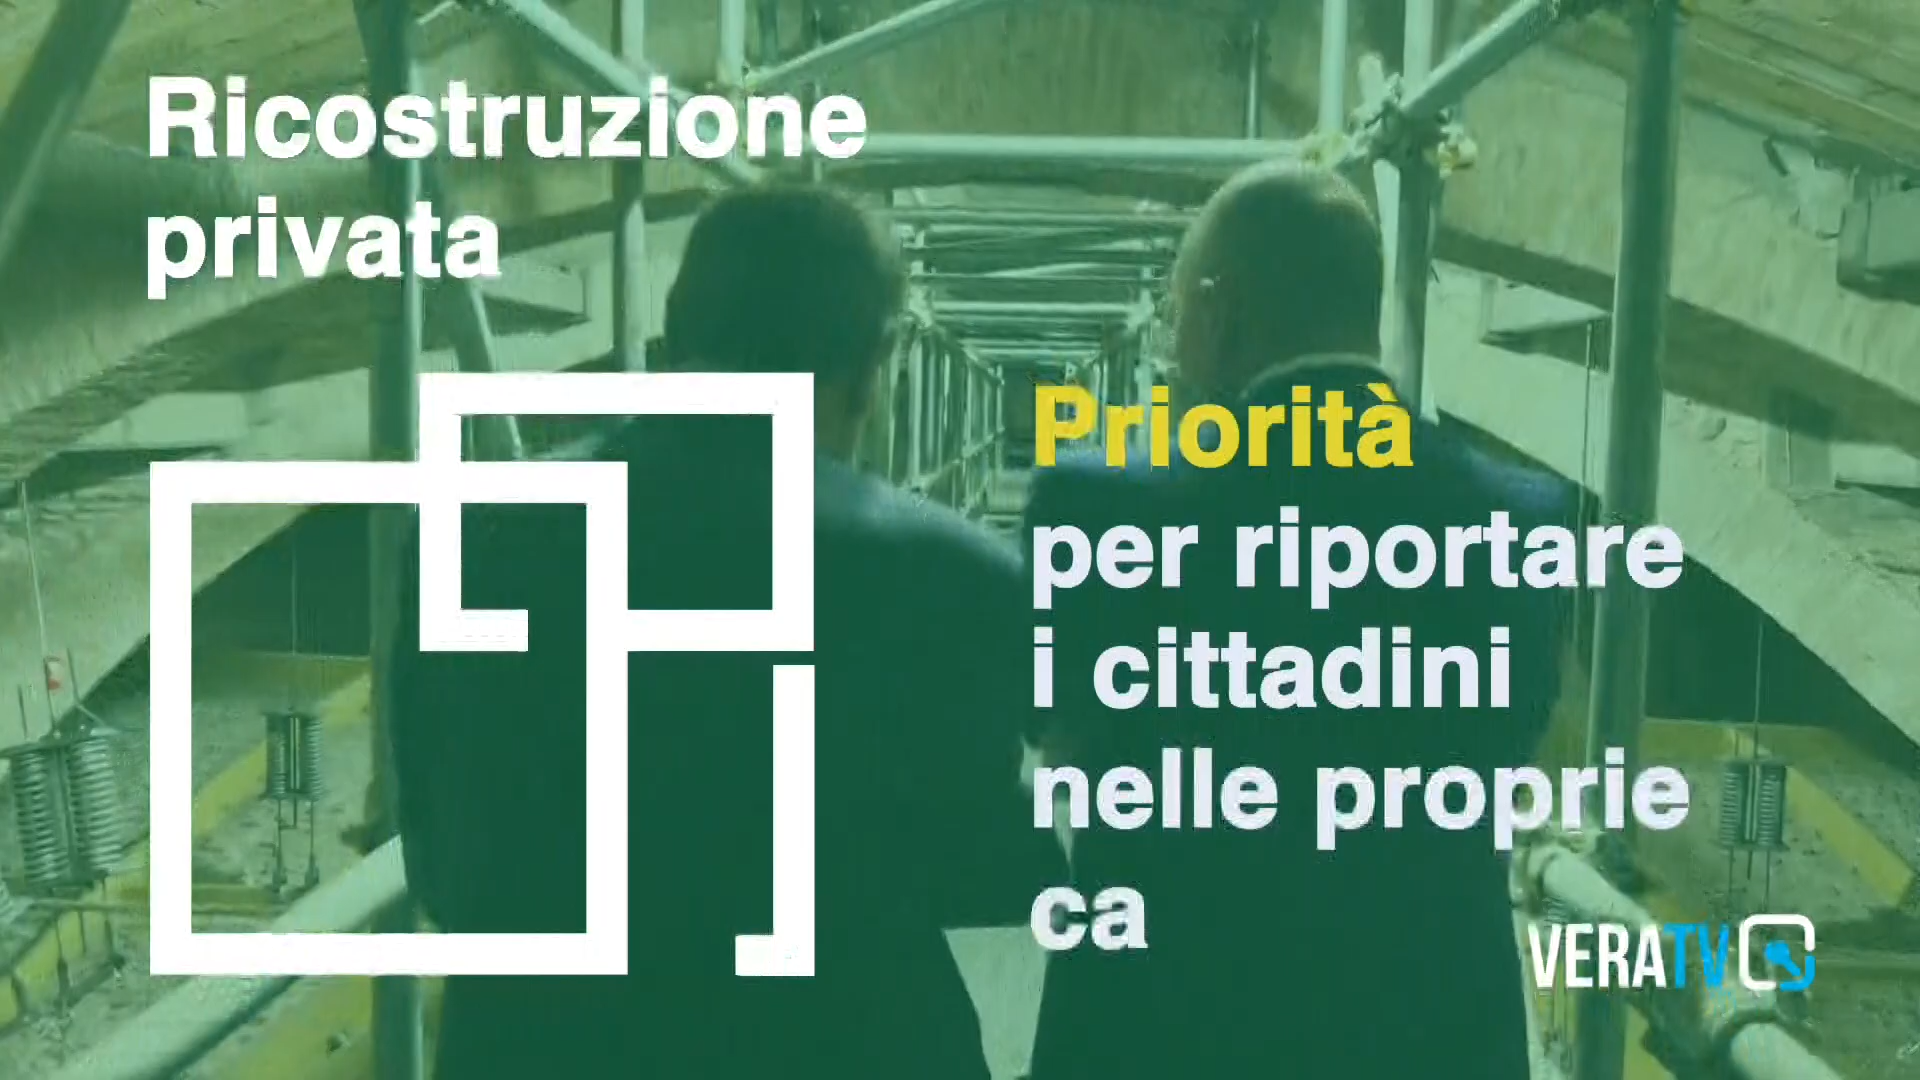 Ricostruzione
privata
Priorità
per riportare
i cittadini
nelle proprie
ca
VERATV